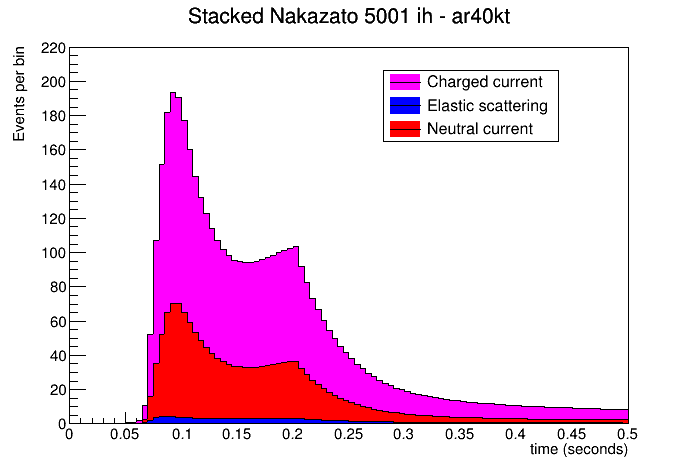 Stacked Nakazato 5001 ih - ar40kt
Events per bin
220
200
180
160
140
120
100
80
60
40
20
0
Charged current
Elastic scattering
Neutral current
0 0.05 0.1 0.15 0.2 0.25 0.3 0.35 0.4 0.45 0.5
time (seconds)